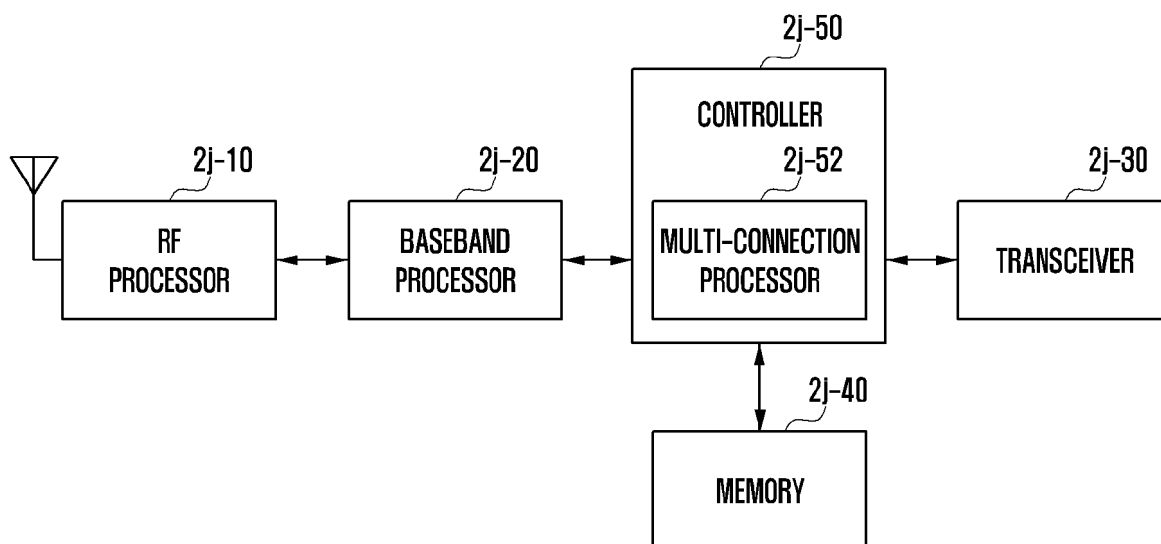 2j-50
CONTROLLER
2j-10
2j-20
2j-52
2j-30
RF
PROCESSOR
BASEBAND
PROCESSOR
MULTI-CONNECTION
PROCESSOR
TRANSCEIVER
2j-40
MEMORY